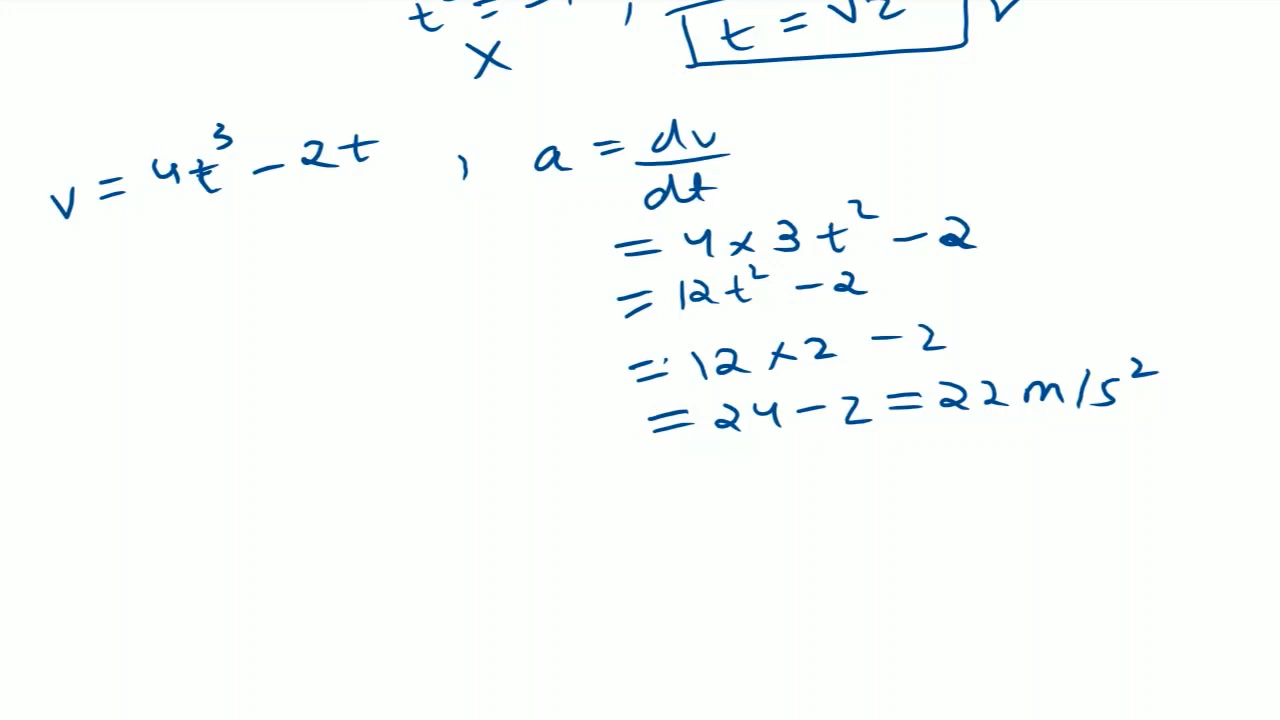 t = √2
X
v = 4t³ - 2t , a = dv/dt
= 4 × 3t² - 2
= 12t² - 2
= 12 × 2 - 2
= 24 - 2 = 22 m/s²